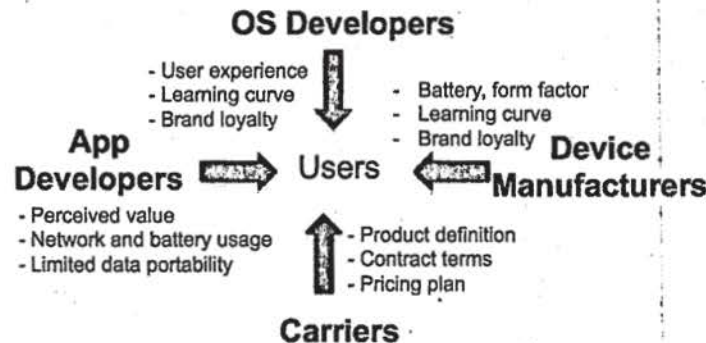 OS Developers
- User experience
- Learning curve
- Brand loyalty
- Battery, form factor
- Learning curve
- Brand loyalty
App
Developers
Users
Device
Manufacturers
- Perceived value
- Network and battery usage
- Limited data portability
- Product definition
- Contract terms
- Pricing plan
Carriers